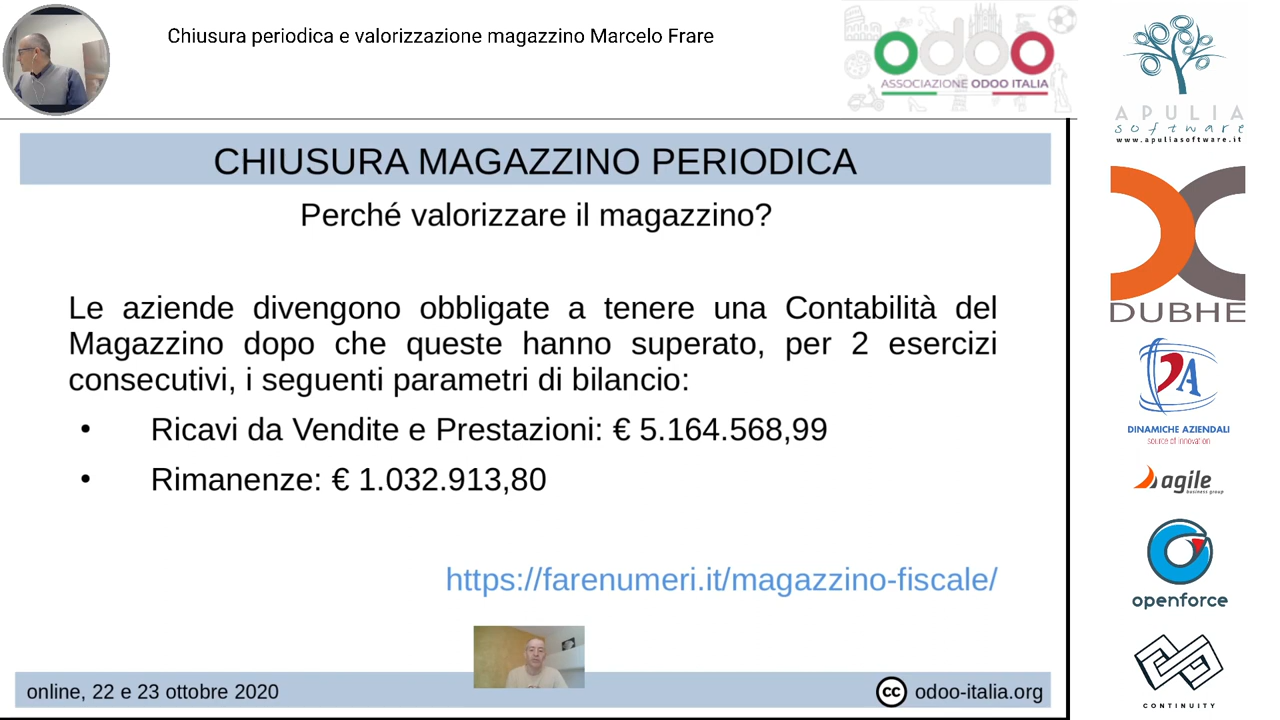 Chiusura periodica e valorizzazione magazzino Marcelo Frare
odoo
ASSOCIAZIONE ODOO ITALIA
APULIA
software
www.apuliasoftware.it
CHIUSURA MAGAZZINO PERIODICA
Perché valorizzare il magazzino?
Le aziende divengono obbligate a tenere una Contabilità del
Magazzino dopo che queste hanno superato, per 2 esercizi
consecutivi, i seguenti parametri di bilancio:
• Ricavi da Vendite e Prestazioni: € 5.164.568,99
• Rimanenze: € 1.032.913,80
https://farenumeri.it/magazzino-fiscale/
online, 22 e 23 ottobre 2020
cc odoo-italia.org
DUBHE
DA
DINAMICHE AZIENDALI
source of innovation
agile
business group
openforce
CONTINUITY